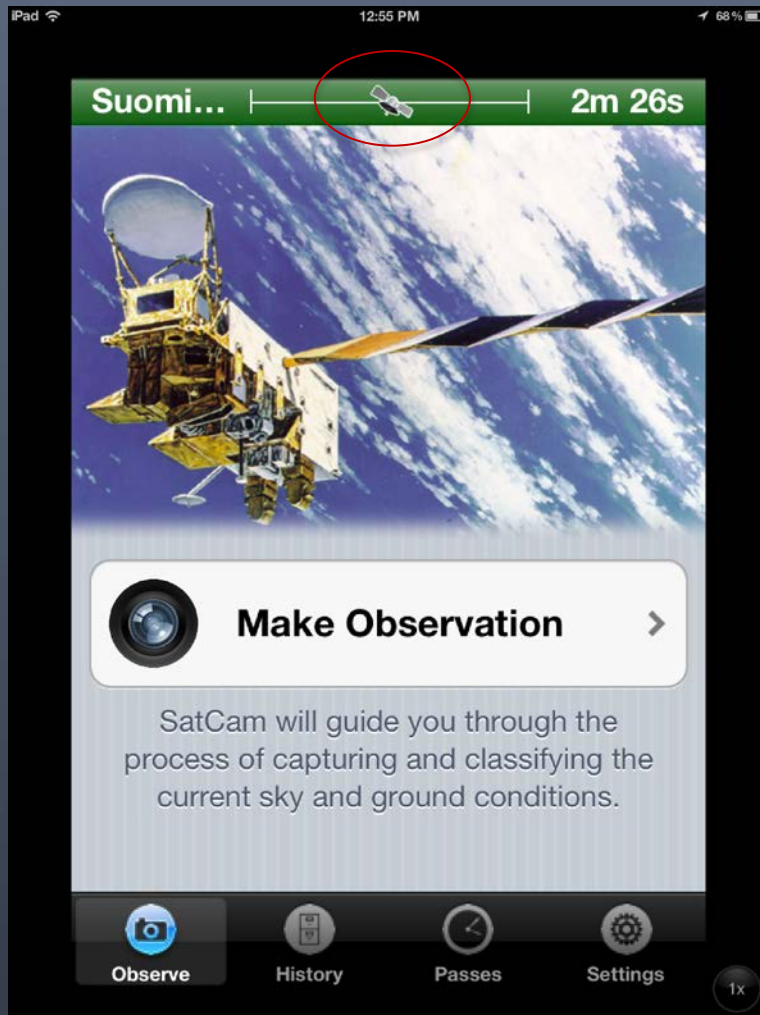 iPad 12:55 PM 68%
Suomi... 2m 26s
Make Observation
SatCam will guide you through the
process of capturing and classifying the
current sky and ground conditions.
Observe History Passes Settings
1x